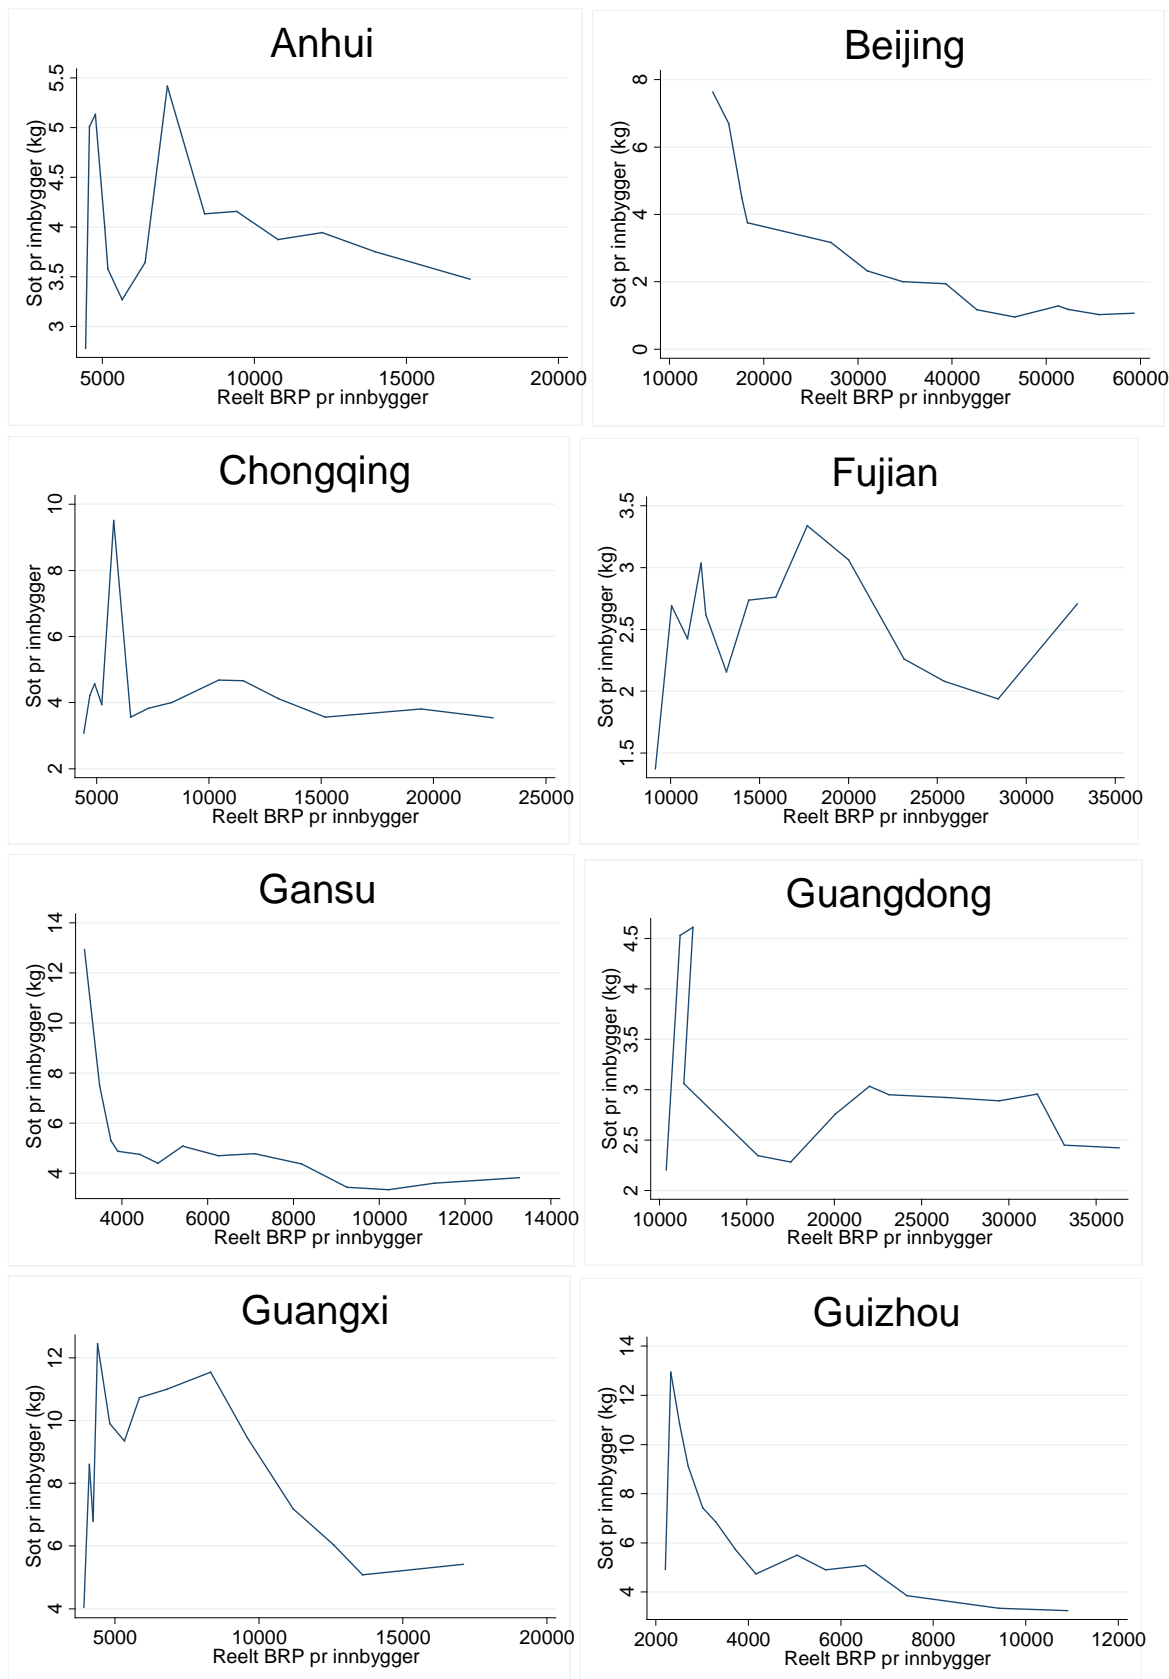 Anhui
Sot pr innbygger (kg)
5.5
5
4.5
4
3.5
3
5000 10000 15000 20000
Reelt BRP pr innbygger
Beijing
Sot pr innbygger (kg)
8
6
4
2
0
10000 20000 30000 40000 50000 60000
Reelt BRP pr innbygger
Chongqing
Sot pr innbygger
10
8
6
4
2
5000 10000 15000 20000 25000
Reelt BRP pr innbygger
Fujian
Sot pr innbygger (kg)
3.5
3
2.5
2
1.5
10000 15000 20000 25000 30000 35000
Reelt BRP pr innbygger
Gansu
Sot pr innbygger (kg)
14
12
10
8
6
4
4000 6000 8000 10000 12000 14000
Reelt BRP pr innbygger
Guangdong
Sot pr innbygger (kg)
4.5
4
3.5
3
2.5
2
10000 15000 20000 25000 30000 35000
Reelt BRP pr innbygger
Guangxi
Sot pr innbygger (kg)
12
10
8
6
4
5000 10000 15000 20000
Reelt BRP pr innbygger
Guizhou
Sot pr innbygger (kg)
14
12
10
8
6
4
2000 4000 6000 8000 10000 12000
Reelt BRP pr innbygger